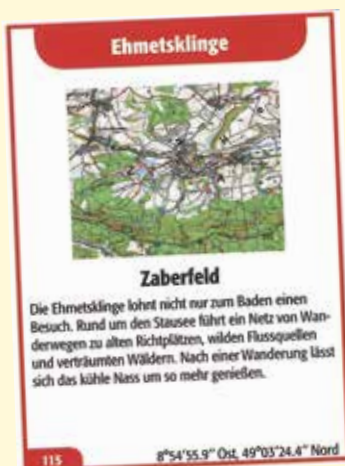 Ehmetsklinge
Zaberfeld
Die Ehmetsklinge lohnt nicht nur zum Baden einen
Besuch. Rund um den Stausee führt ein Netz von Wan-
derwegen zu alten Richtplätzen, wilden Flussquellen
und verträumten Wäldern. Nach einer Wanderung lässt
sich das kühle Nass um so mehr genießen.
115
8°54'55.9" Ost, 49°03'24.4" Nord